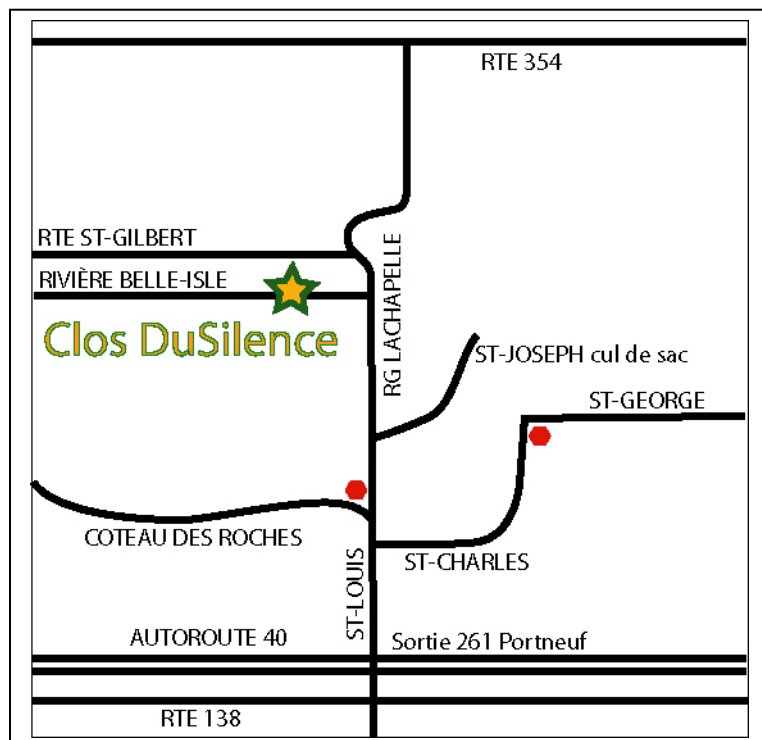 RTE 354
RTE ST-GILBERT
RIVIÈRE BELLE-ISLE
Clos DuSilence
RG LACHAPELLE
ST-JOSEPH cul de sac
ST-GEORGE
COTEAU DES ROCHES
ST-CHARLES
ST-LOUIS
AUTOROUTE 40
Sortie 261 Portneuf
RTE 138